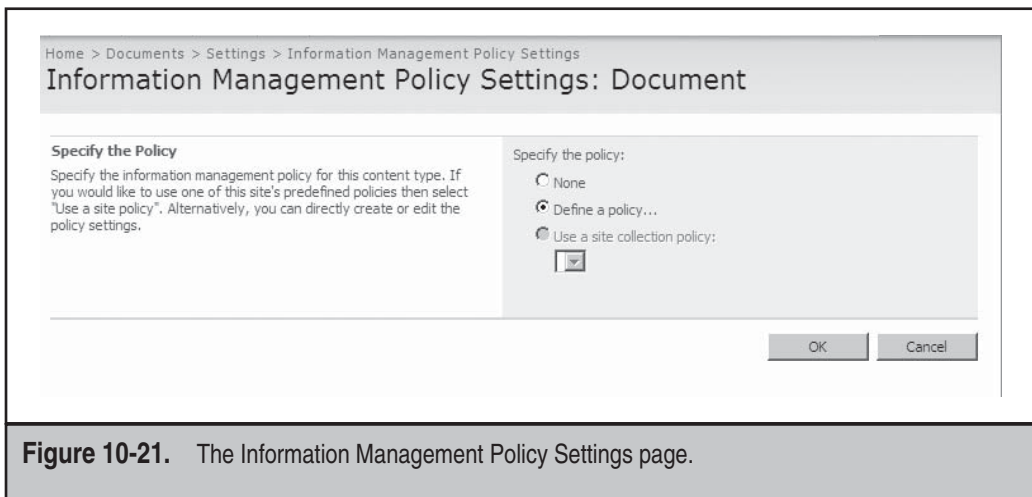 Home > Documents > Settings > Information Management Policy Settings
Information Management Policy Settings: Document
Specify the Policy
Specify the information management policy for this content type. If
you would like to use one of this site's predefined policies then select
"Use a site policy". Alternatively, you can directly create or edit the
policy settings.
Specify the policy:
None
Define a policy...
Use a site collection policy:
OK
Cancel
Figure 10-21. The Information Management Policy Settings page.